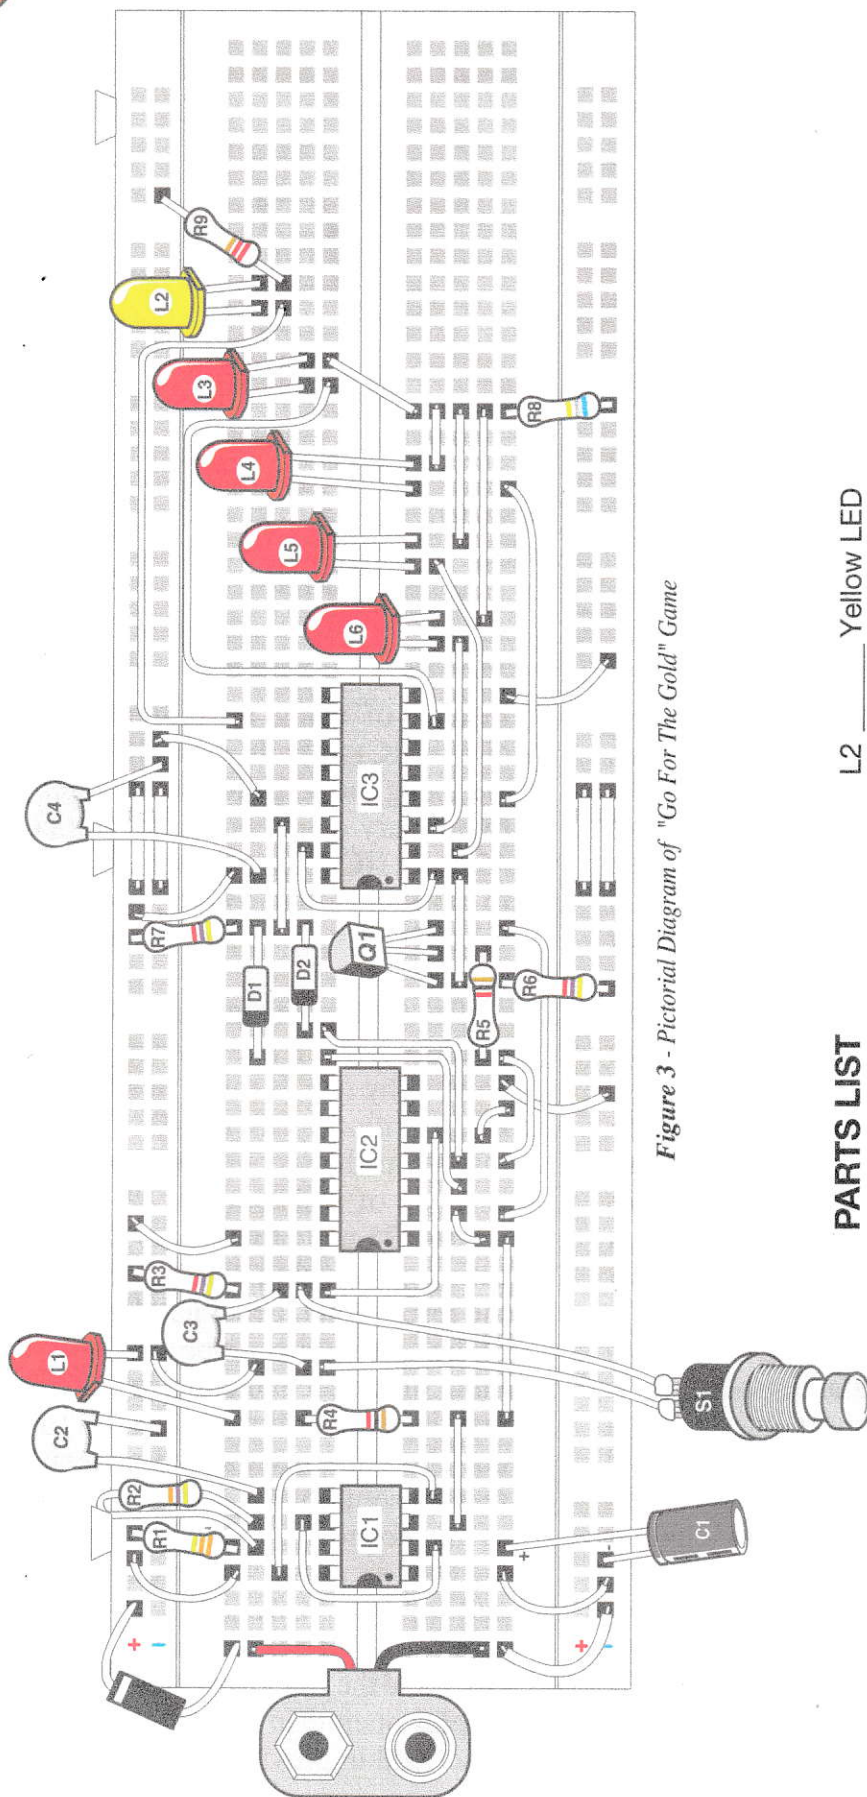 +
−
+
−
R1
R2
C2
L1
R3
C3
R4
IC1
+
-
C1
S1
IC2
R7
D1
D2
Q1
R5
R6
C4
IC3
L6
L5
L4
L3
L2
R9
R8
Figure 3 - Pictorial Diagram of "Go For The Gold" Game
PARTS LIST
L2 ______ Yellow LED